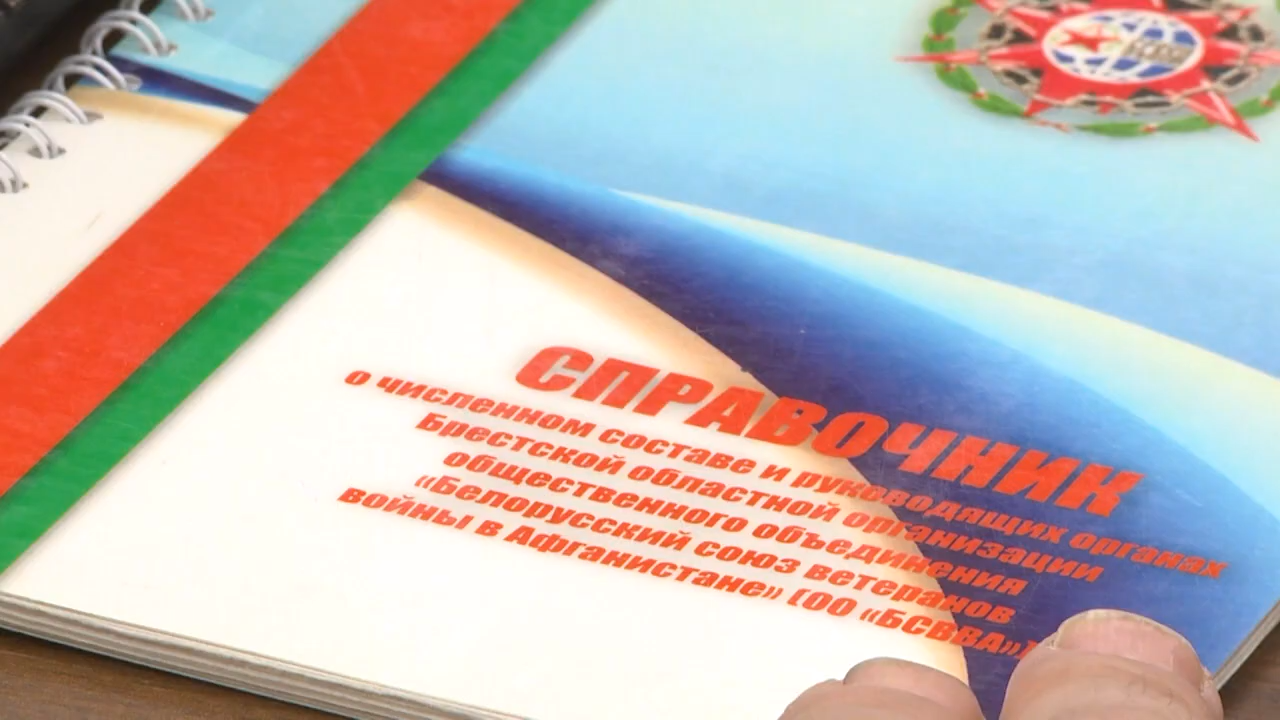 СПРАВОЧНИК
о численном составе и руководящих органах
Брестской областной организации
общественного объединения
«Белорусский союз ветеранов
войны в Афганистане» (ОО «БСВВА»)